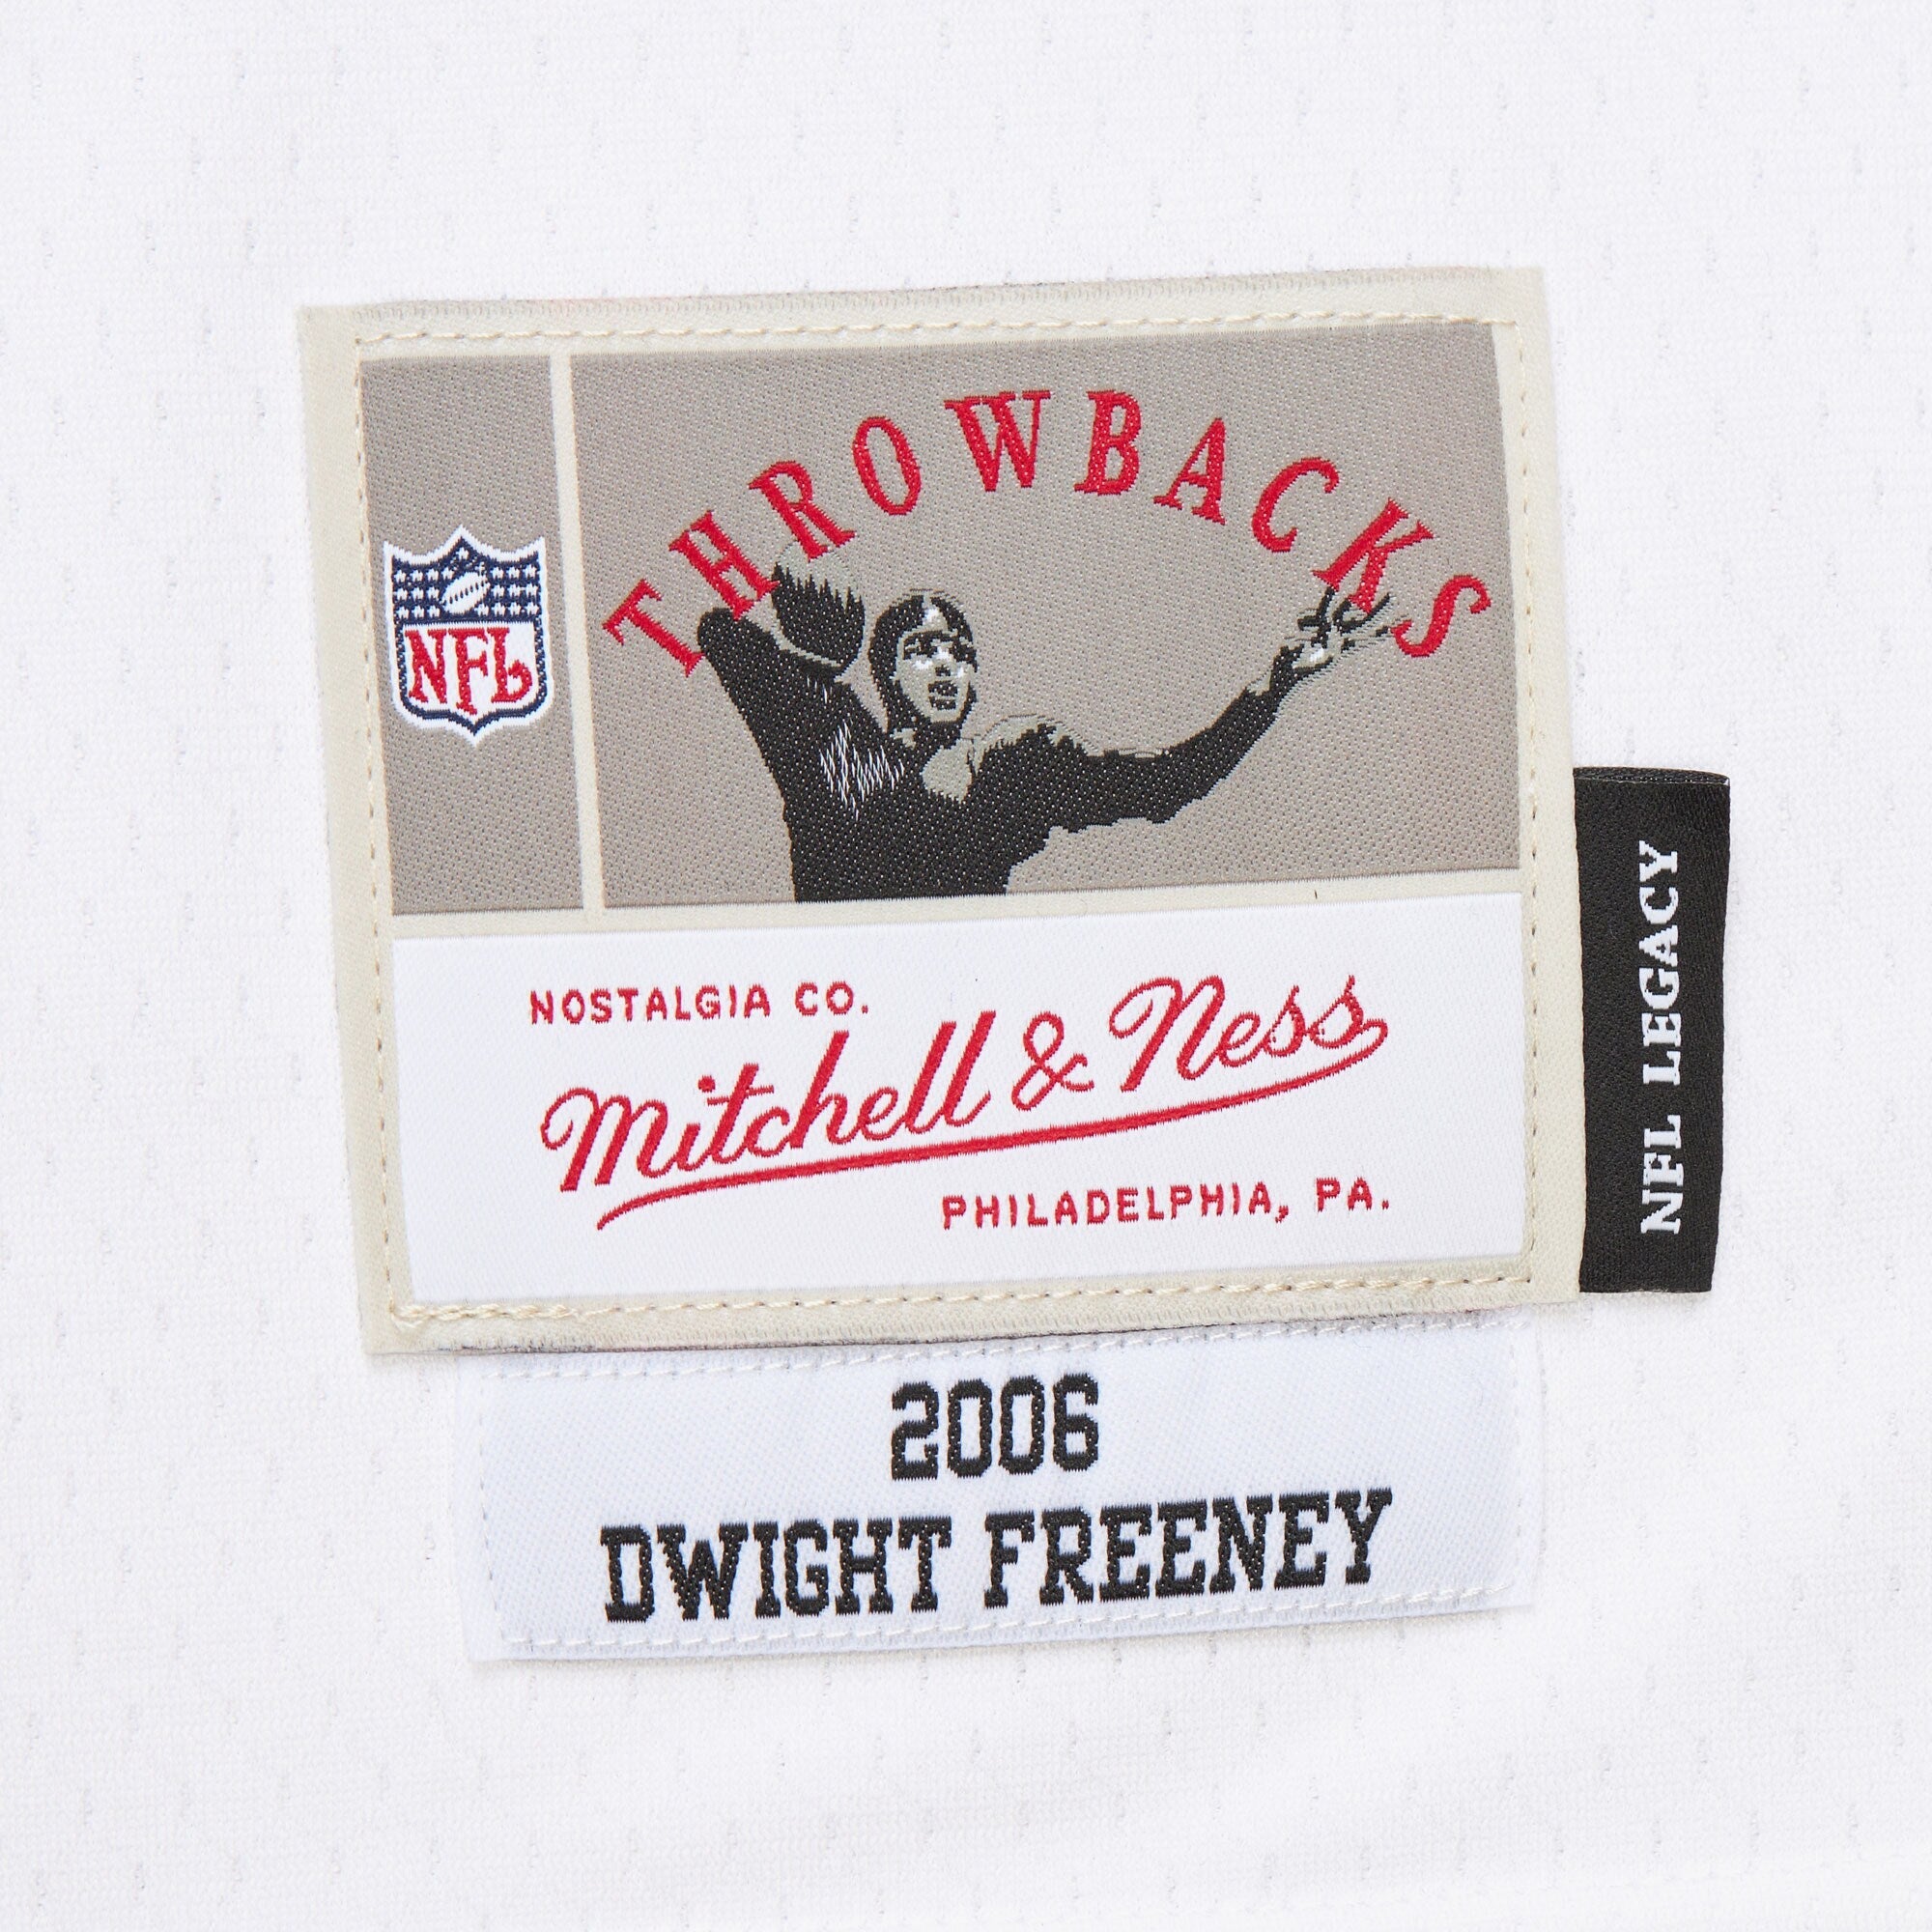 THROWBACKS
NFL
NOSTALGIA CO.
Mitchell & Ness
PHILADELPHIA, PA.
NFL LEGACY
2006
DWIGHT FREENEY